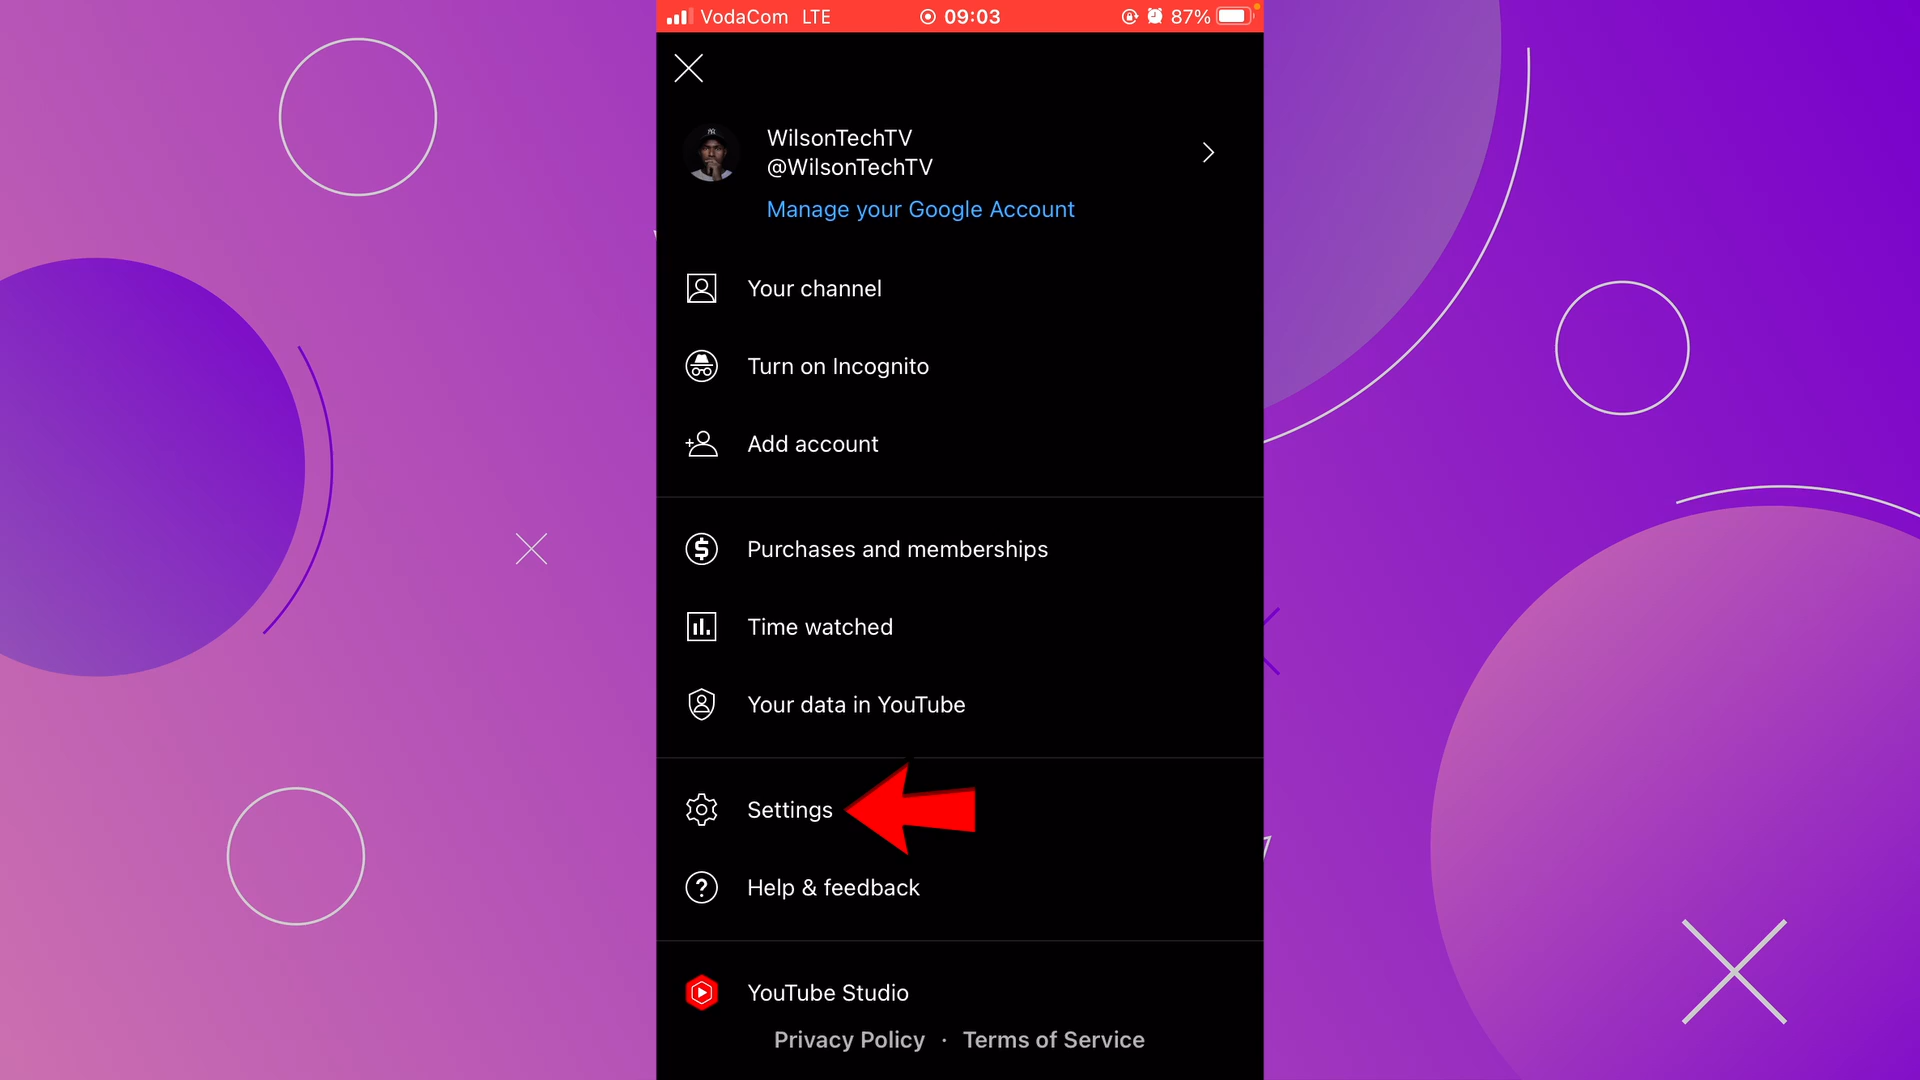 VodaCom LTE 09:03 87%
WilsonTechTV
@WilsonTechTV
Manage your Google Account
Your channel
Turn on Incognito
Add account
Purchases and memberships
Time watched
Your data in YouTube
Settings
Help & feedback
YouTube Studio
Privacy Policy · Terms of Service